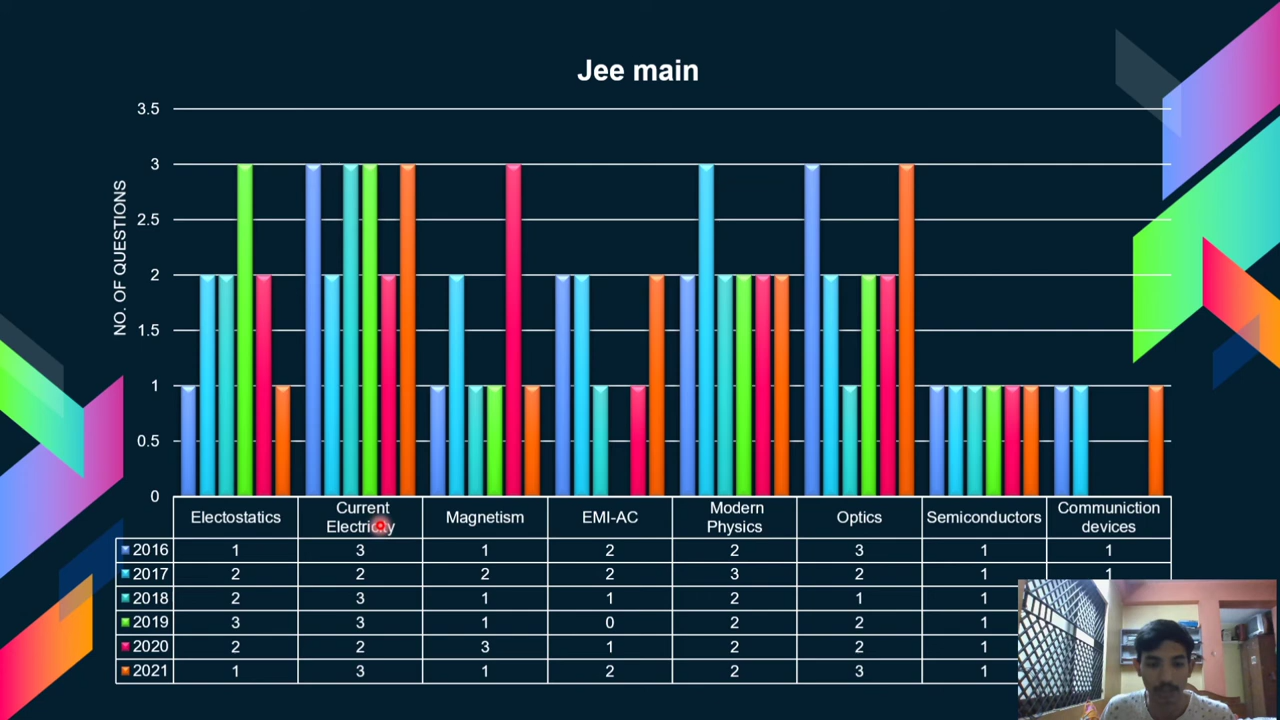 Jee main
NO. OF QUESTIONS
3.5
3
2.5
2
1.5
1
0.5
0
Electostatics Current Electricity Magnetism EMI-AC Modern Physics Optics Semiconductors Communiction devices
2016 1 3 1 2 2 3 1 1
2017 2 2 2 2 3 2 1 1
2018 2 3 1 1 2 1 1
2019 3 3 1 0 2 2 1
2020 2 2 3 1 2 2 1
2021 1 3 1 2 2 3 1